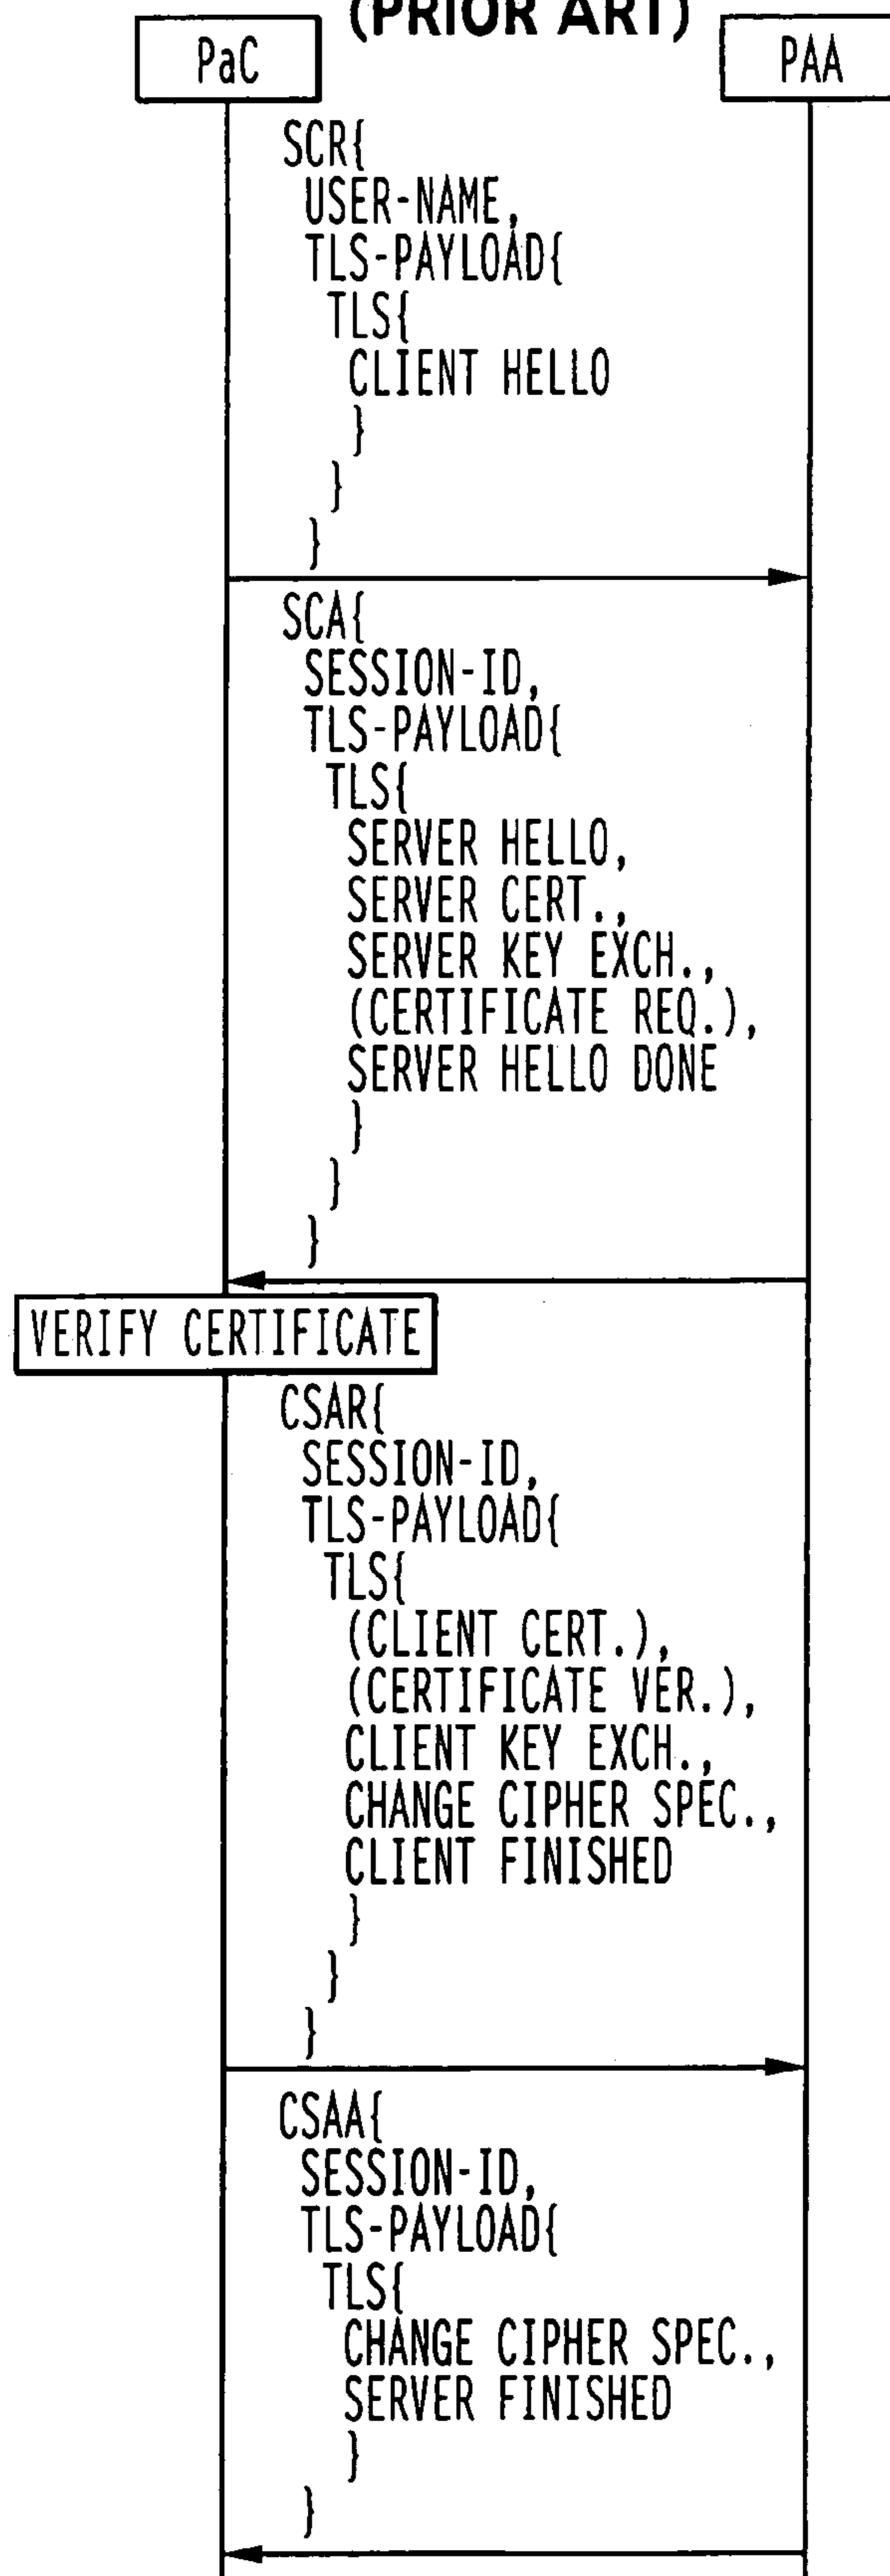 (PRIOR ART)
PaC
PAA
SCR{
USER-NAME,
TLS-PAYLOAD{
TLS{
CLIENT HELLO
}
}
}
SCA{
SESSION-ID,
TLS-PAYLOAD{
TLS{
SERVER HELLO,
SERVER CERT.,
SERVER KEY EXCH.,
(CERTIFICATE REQ.),
SERVER HELLO DONE
}
}
}
VERIFY CERTIFICATE
CSAR{
SESSION-ID,
TLS-PAYLOAD{
TLS{
(CLIENT CERT.),
(CERTIFICATE VER.),
CLIENT KEY EXCH.,
CHANGE CIPHER SPEC.,
CLIENT FINISHED
}
}
}
CSAA{
SESSION-ID,
TLS-PAYLOAD{
TLS{
CHANGE CIPHER SPEC.,
SERVER FINISHED
}
}